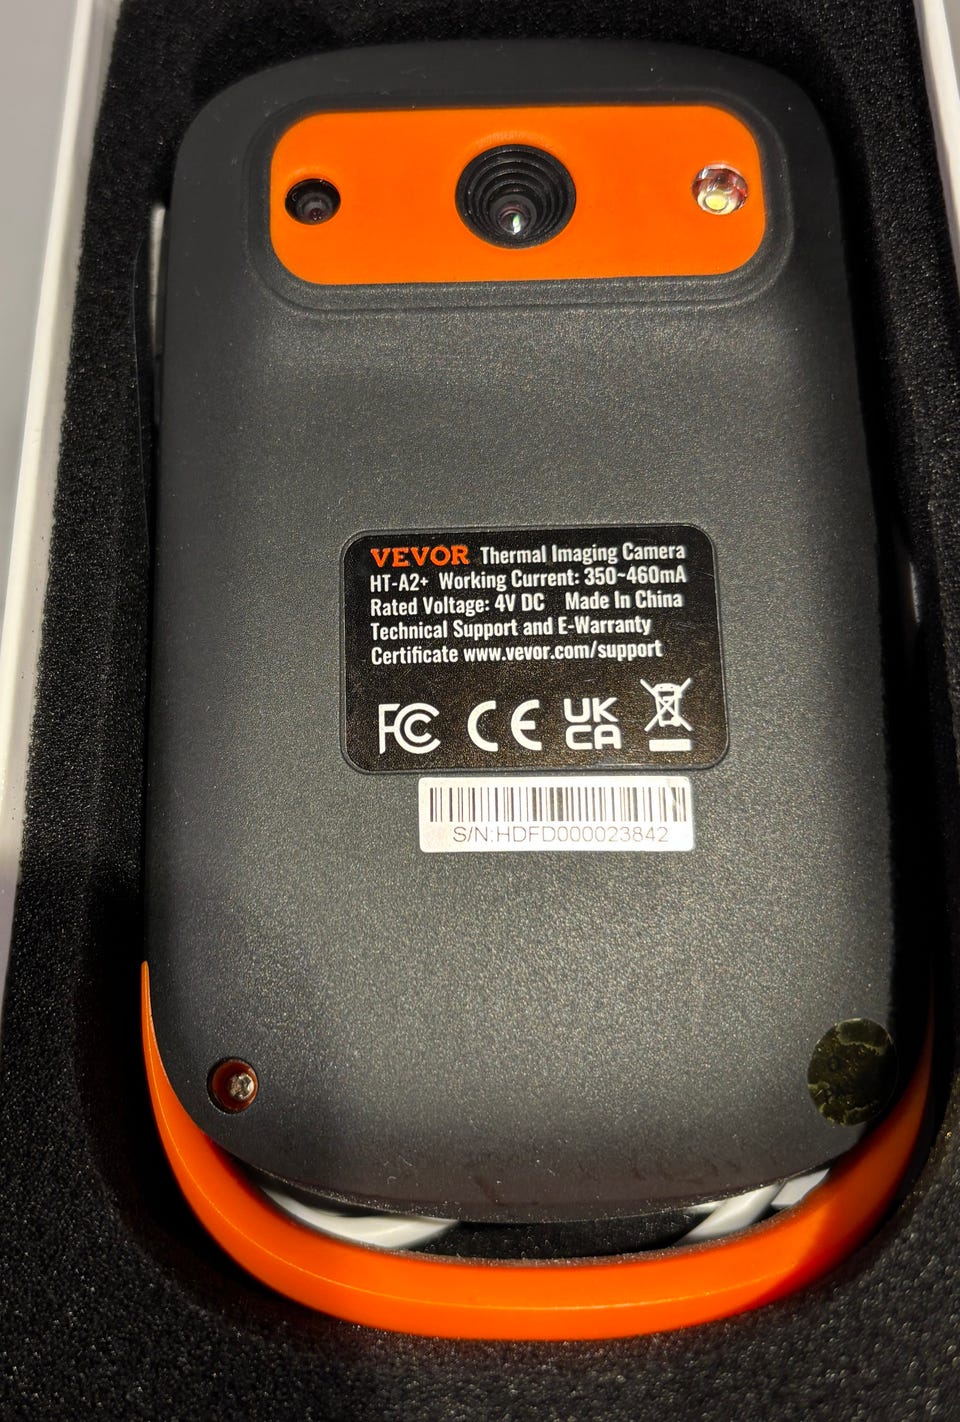 VEVOR Thermal Imaging Camera
HT-A2+ Working Current: 350~460mA
Rated Voltage: 4V DC Made In China
Technical Support and E-Warranty
Certificate www.vevor.com/support
FC CE UK
CA
S/N:HDFD000023842